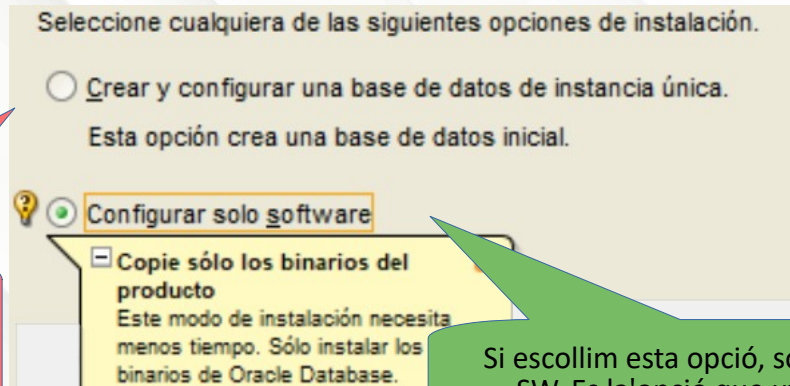 Seleccione cualquiera de las siguientes opciones de instalación.
Crear y configurar una base de datos de instancia única.
Esta opción crea una base de datos inicial.
Configurar solo software
Copie sólo los binarios del
producto
Este modo de instalación necesita
menos tiempo. Sólo instalar los
binarios de Oracle Database.
Si escollim esta opció,